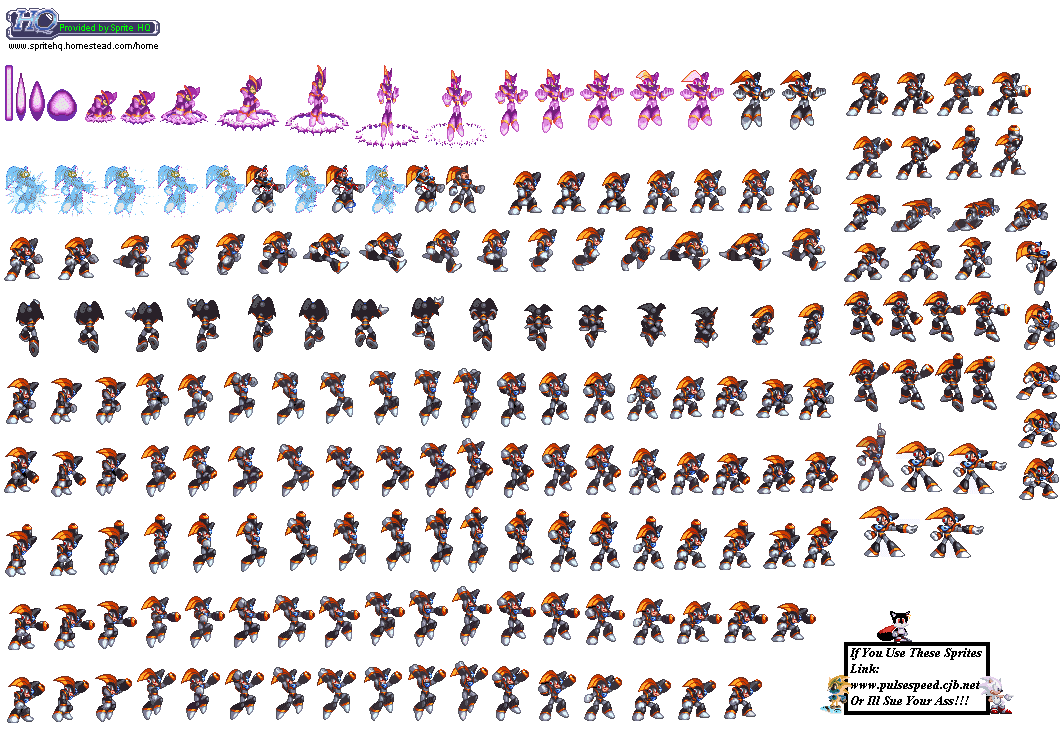 HQ
Provided by Sprite HQ
www.spritehq.homestead.com/home
If You Use These Sprites
Link:
www.pulsespeed.cjb.net
Or Ill Sue Your Ass!!!